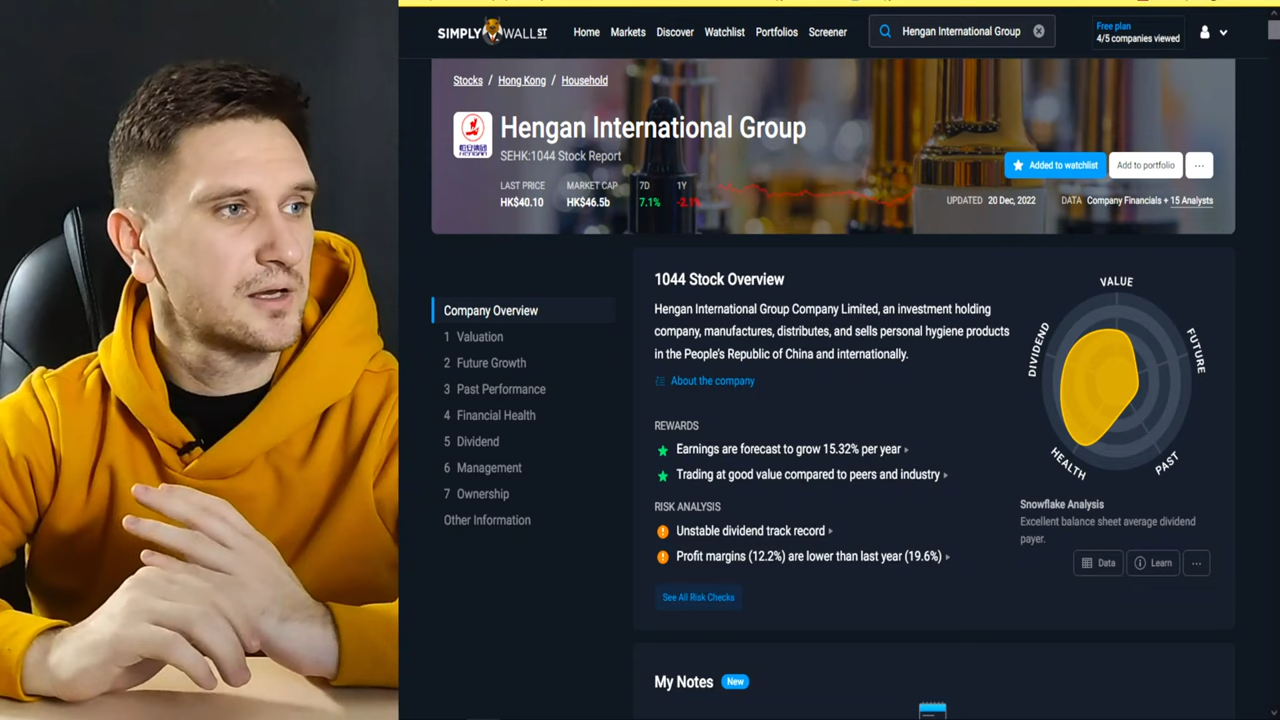 SIMPLY WALL ST
Home Markets Discover Watchlist Portfolios Screener
Hengan International Group
Free plan
4/5 companies viewed
Stocks / Hong Kong / Household
恒安集团
HENGAN
Hengan International Group
SEHK:1044 Stock Report
LAST PRICE MARKET CAP 7D 1Y
HK$40.10 HK$46.5b 7.1% -2.1%
Added to watchlist Add to portfolio ...
UPDATED 20 Dec, 2022 DATA Company Financials + 15 Analysts
Company Overview
1 Valuation
2 Future Growth
3 Past Performance
4 Financial Health
5 Dividend
6 Management
7 Ownership
Other Information
1044 Stock Overview
Hengan International Group Company Limited, an investment holding
company, manufactures, distributes, and sells personal hygiene products
in the People's Republic of China and internationally.
About the company
REWARDS
Earnings are forecast to grow 15.32% per year
Trading at good value compared to peers and industry
RISK ANALYSIS
Unstable dividend track record
Profit margins (12.2%) are lower than last year (19.6%)
See All Risk Checks
VALUE
FUTURE
PAST
HEALTH
DIVIDEND
Snowflake Analysis
Excellent balance sheet average dividend
payer.
Data Learn ...
My Notes New